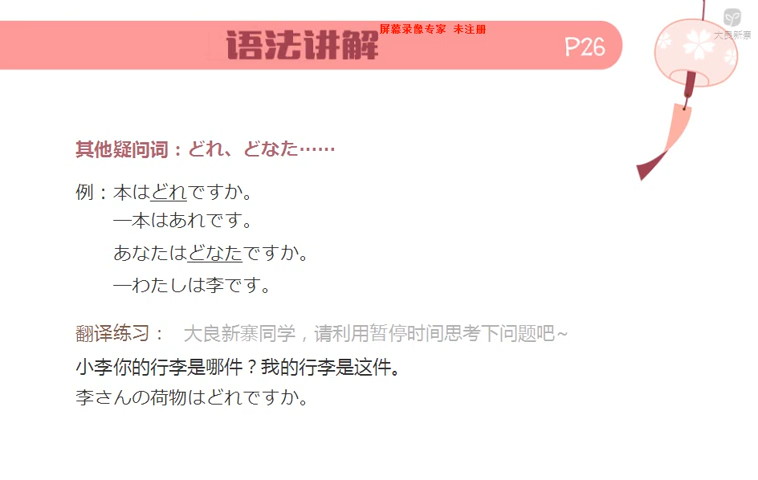 屏幕录像专家 未注册
语法讲解
P26
大良新寨
其他疑问词：どれ、どなた……
例：本はどれですか。
—本はあれです。
あなたはどなたですか。
—わたしは李です。
翻译练习： 大良新寨同学，请利用暂停时间思考下问题吧~
小李你的行李是哪件？我的行李是这件。
李さんの荷物はどれですか。